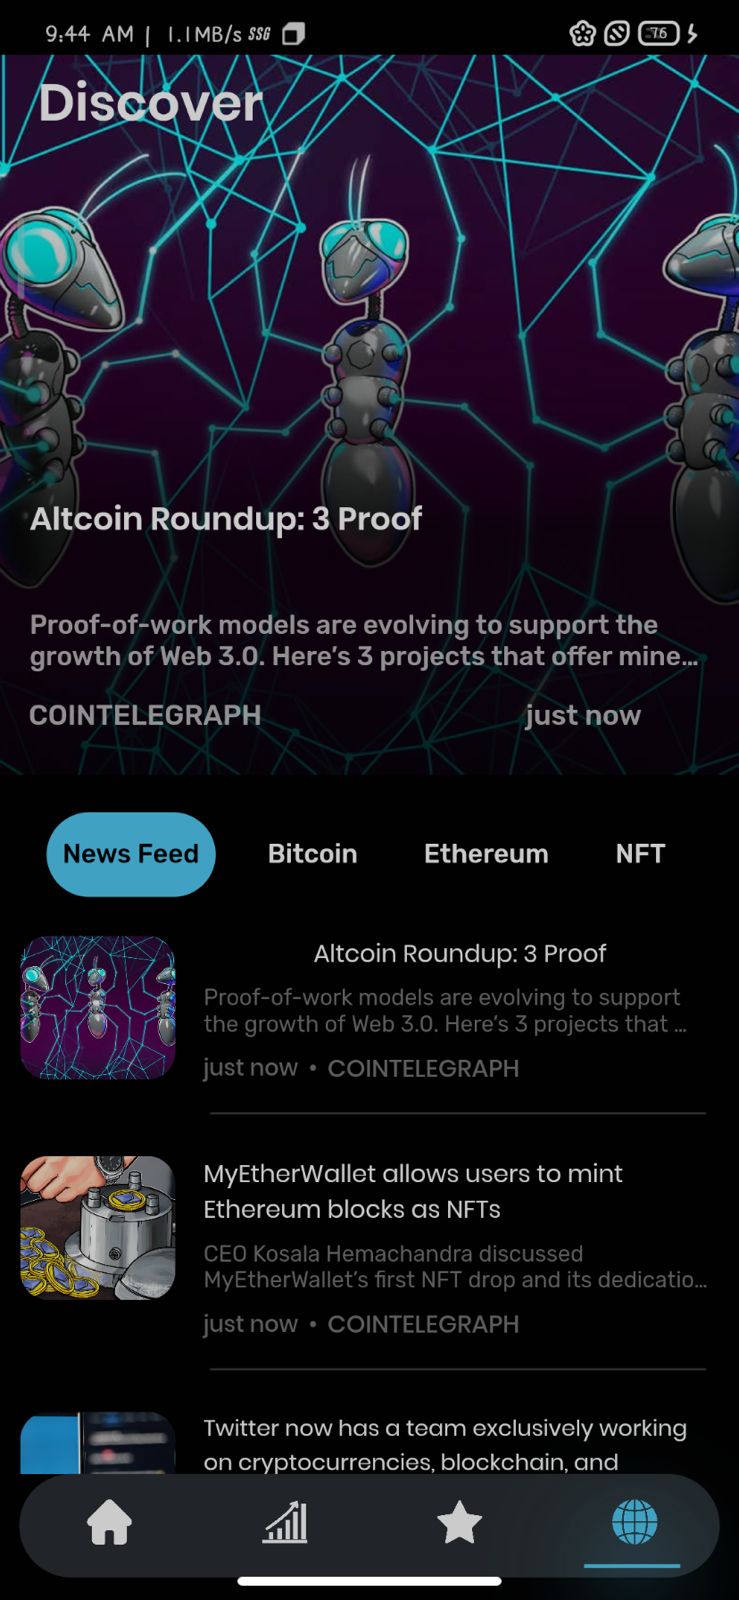 9:44 AM | 1.1MB/s SSG
76
Discover
Altcoin Roundup: 3 Proof
Proof-of-work models are evolving to support the
growth of Web 3.0. Here's 3 projects that offer mine…
COINTELEGRAPH just now
News Feed Bitcoin Ethereum NFT
Altcoin Roundup: 3 Proof
Proof-of-work models are evolving to support
the growth of Web 3.0. Here's 3 projects that …
just now • COINTELEGRAPH
MyEtherWallet allows users to mint
Ethereum blocks as NFTs
CEO Kosala Hemachandra discussed
MyEtherWallet's first NFT drop and its dedicatio…
just now • COINTELEGRAPH
Twitter now has a team exclusively working
on cryptocurrencies, blockchain, and